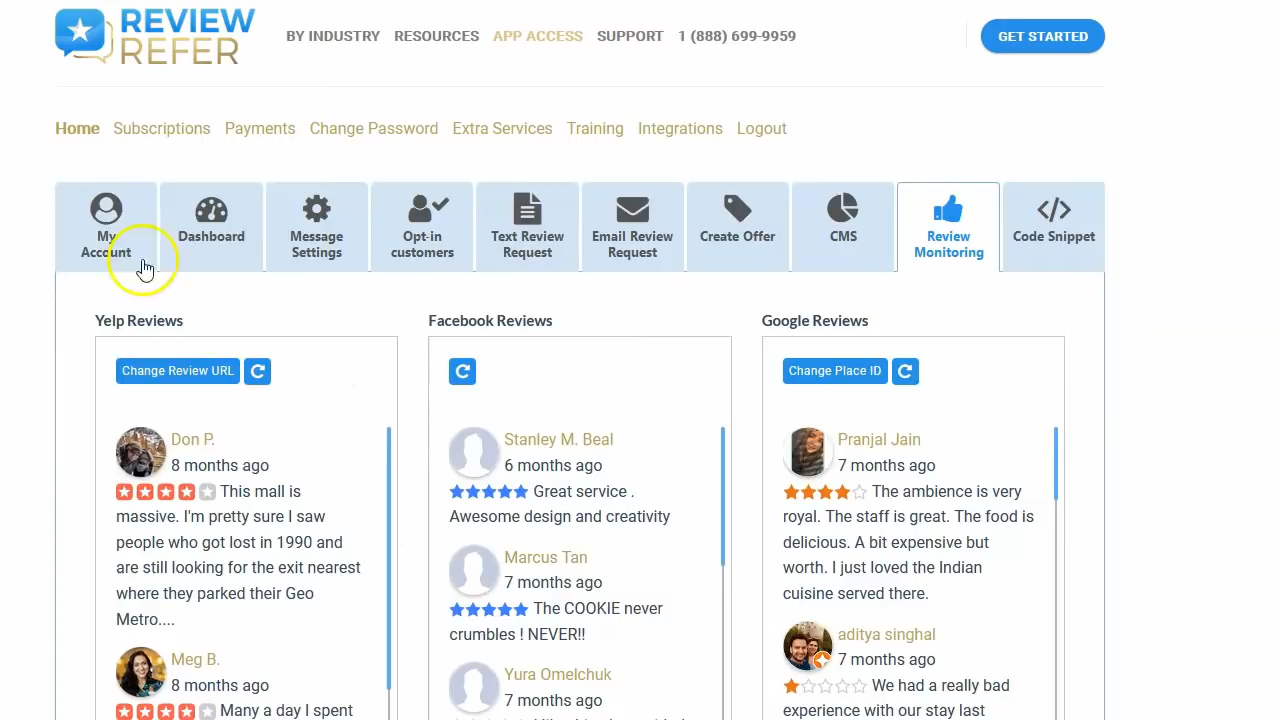 REVIEW
REFER
BY INDUSTRY RESOURCES APP ACCESS SUPPORT 1 (888) 699-9959
GET STARTED
Home Subscriptions Payments Change Password Extra Services Training Integrations Logout
My
Account
Dashboard
Message
Settings
Opt-in
customers
Text Review
Request
Email Review
Request
Create Offer
CMS
Review
Monitoring
Code Snippet
Yelp Reviews
Change Review URL
Don P.
8 months ago
This mall is
massive. I'm pretty sure I saw
people who got lost in 1990 and
are still looking for the exit nearest
where they parked their Geo
Metro....
Meg B.
8 months ago
Many a day I spent
Facebook Reviews
Stanley M. Beal
6 months ago
Great service .
Awesome design and creativity
Marcus Tan
7 months ago
The COOKIE never
crumbles ! NEVER!!
Yura Omelchuk
7 months ago
Google Reviews
Change Place ID
Pranjal Jain
7 months ago
The ambience is very
royal. The staff is great. The food is
delicious. A bit expensive but
worth. I just loved the Indian
cuisine served there.
aditya singhal
7 months ago
We had a really bad
experience with our stay last